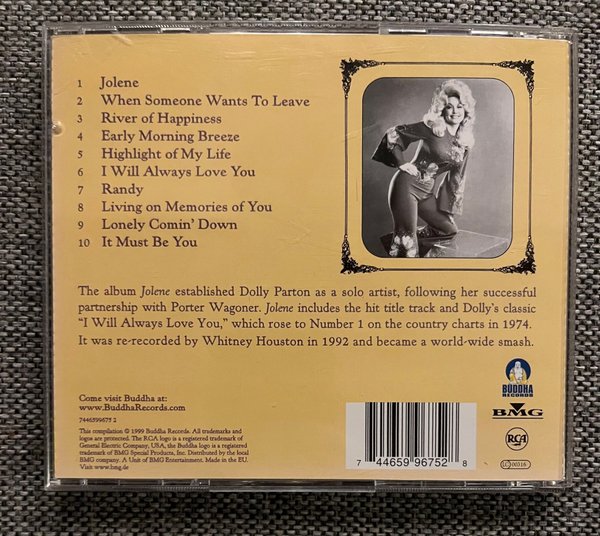 1 Jolene
2 When Someone Wants To Leave
3 River of Happiness
4 Early Morning Breeze
5 Highlight of My Life
6 I Will Always Love You
7 Randy
8 Living on Memories of You
9 Lonely Comin' Down
10 It Must Be You
The album Jolene established Dolly Parton as a solo artist, following her successful
partnership with Porter Wagoner. Jolene includes the hit title track and Dolly's classic
"I Will Always Love You," which rose to Number 1 on the country charts in 1974.
It was re-recorded by Whitney Houston in 1992 and became a world-wide smash.
Come visit Buddha at:
www.BuddhaRecords.com
7446599675 2
This compilation © 1999 Buddha Records. All trademarks and
logos are protected. The RCA logo is a registered trademark of
General Electric Company, USA, the Buddha logo is a registered
trademark of BMG Special Products, Inc. Distributed by the local
BMG company. A Unit of BMG Entertainment. Made in the EU.
Visit www.bmg.de
7 44659 96752 8
BUDDHA
RECORDS
BMG
RCA
LC 00316